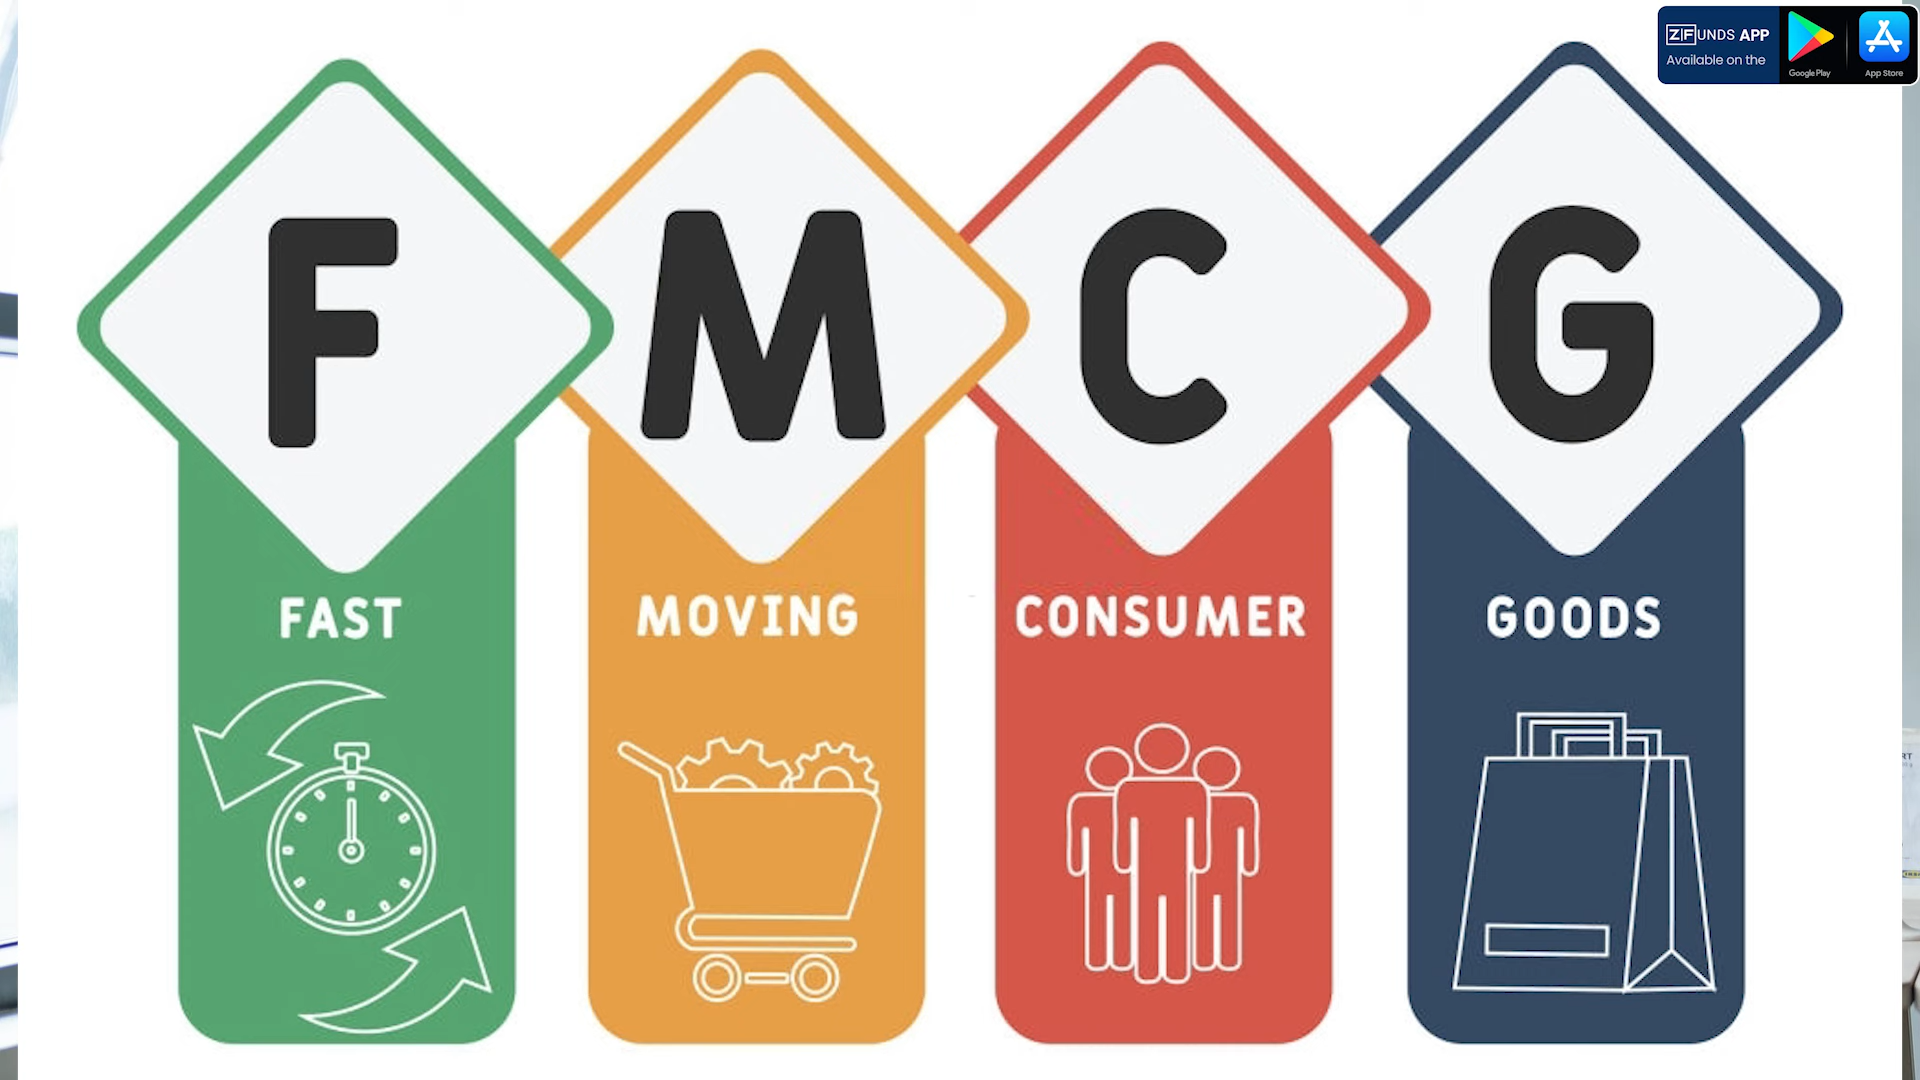 ZFUNDS APP
Available on the
Google Play
App Store
F M C G
FAST MOVING CONSUMER GOODS